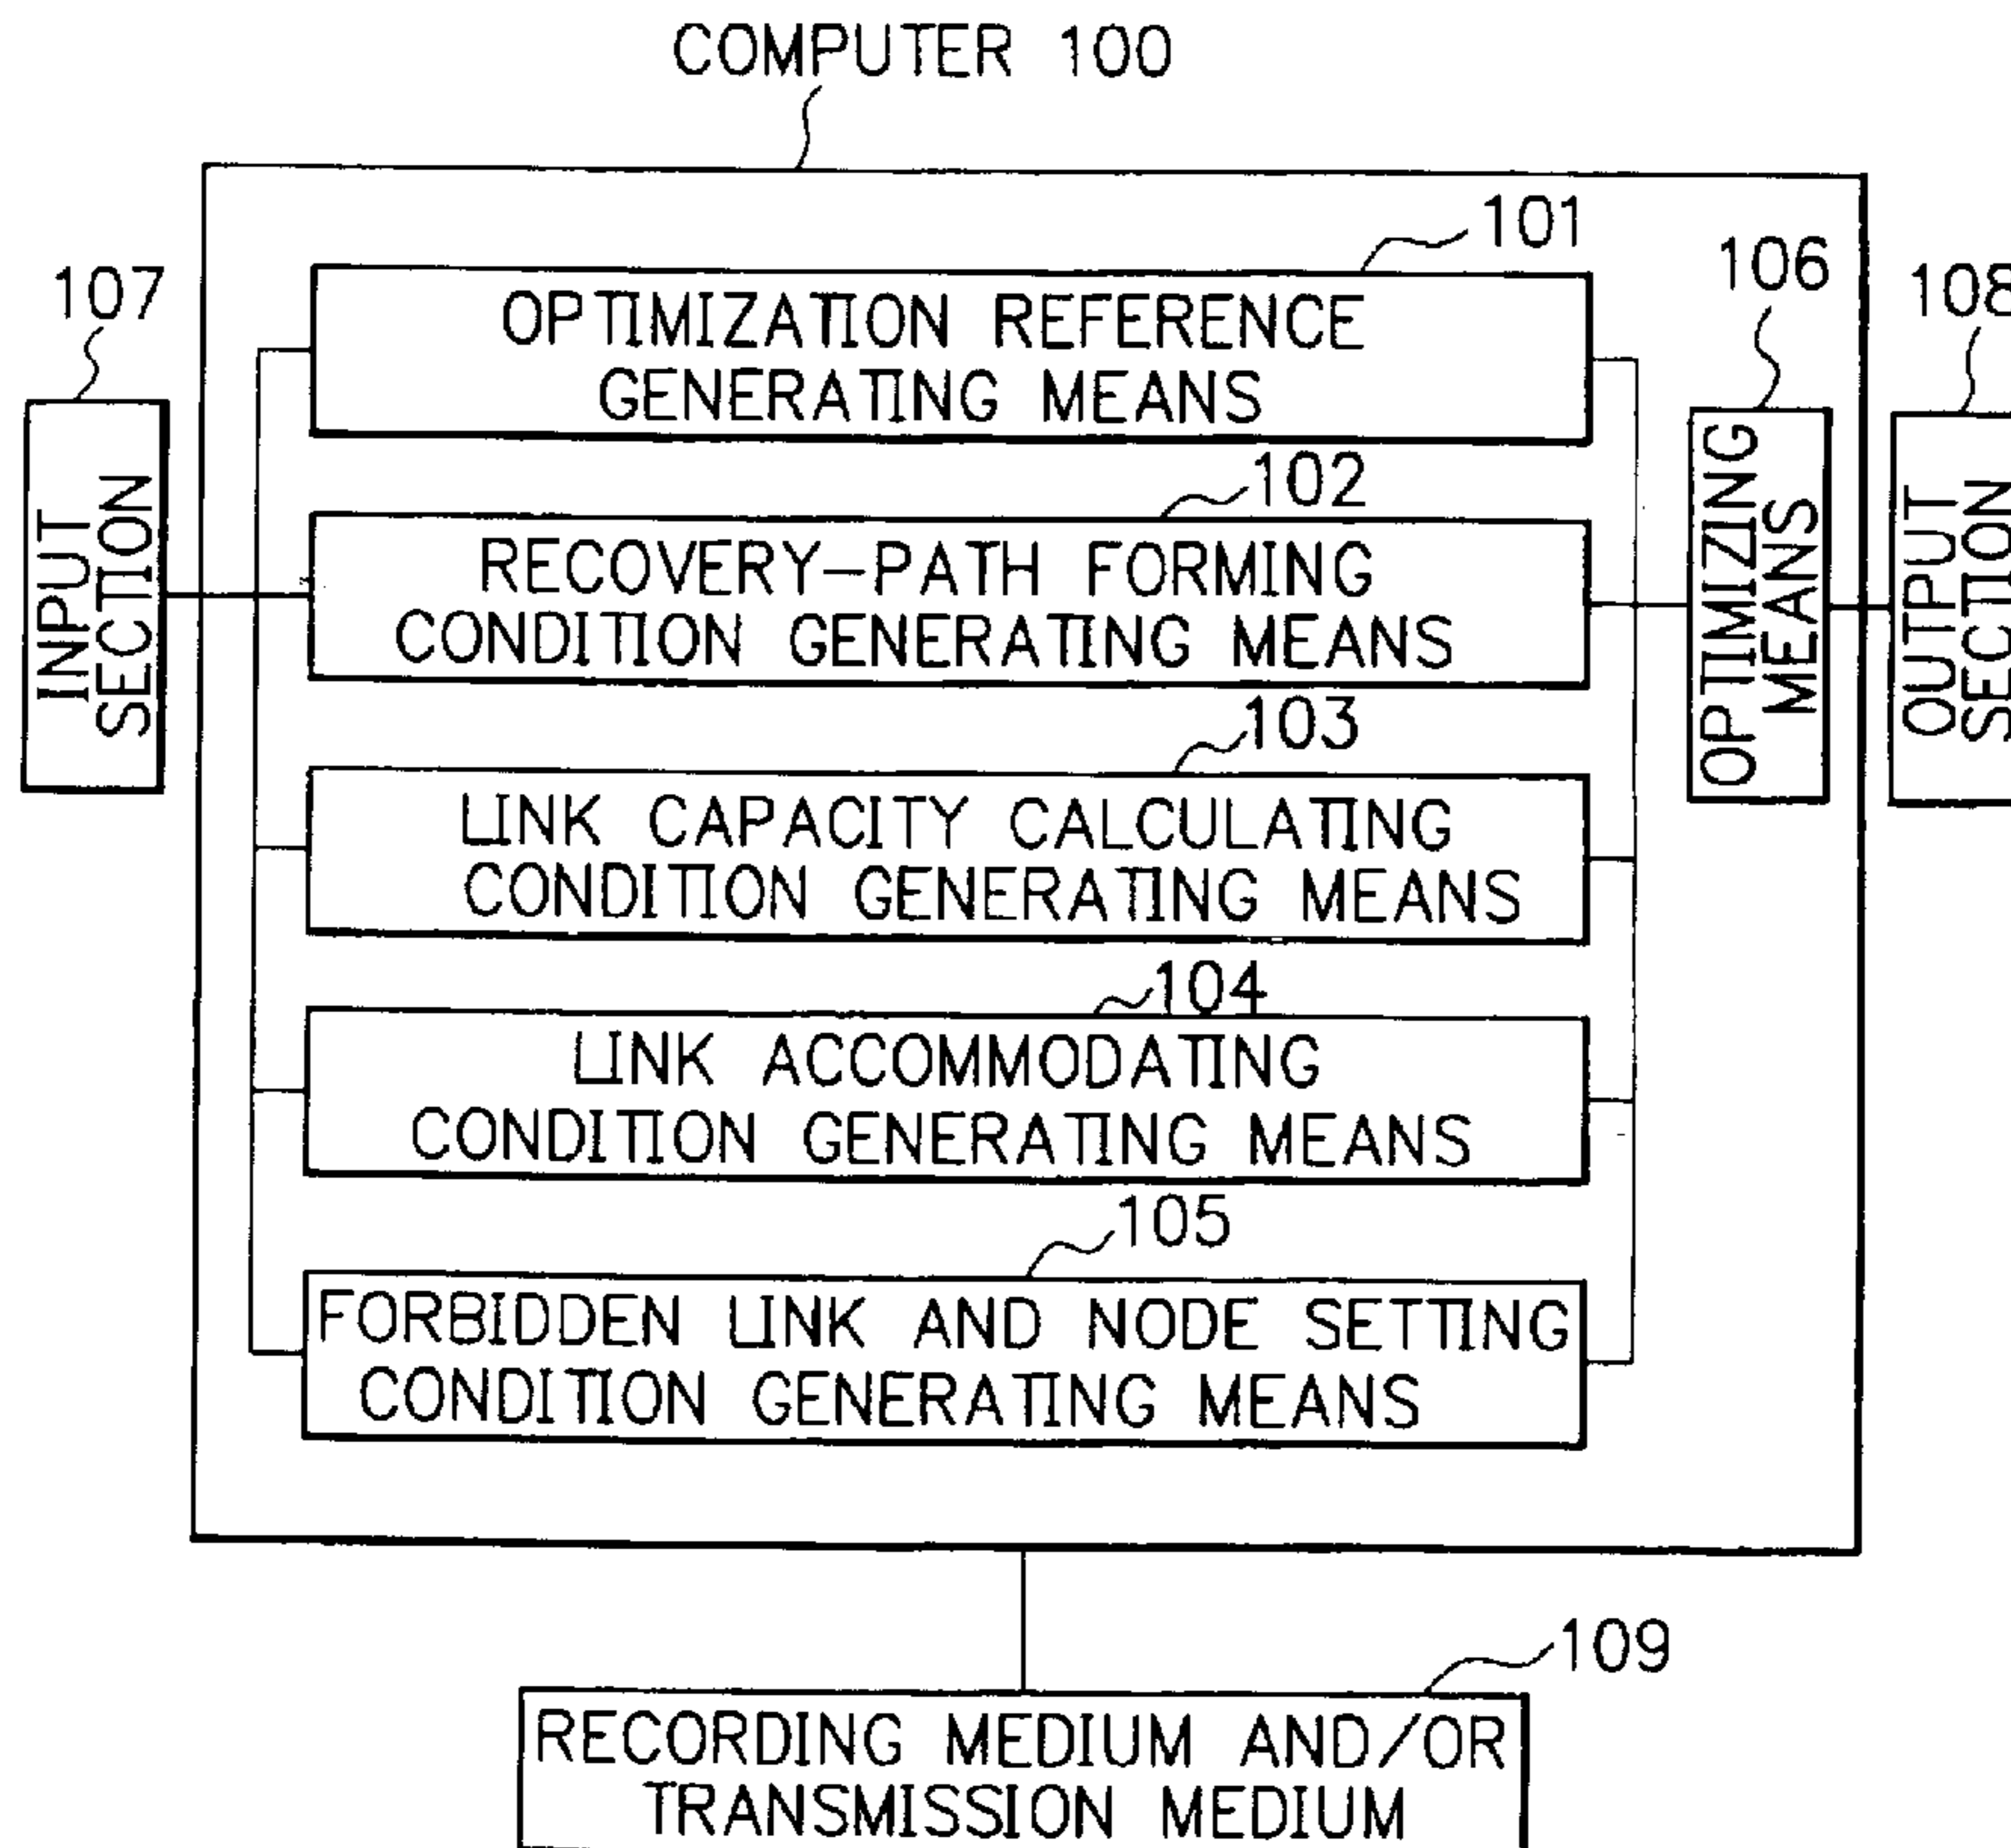 COMPUTER 100
101
OPTIMIZATION REFERENCE
GENERATING MEANS
102
RECOVERY-PATH FORMING
CONDITION GENERATING MEANS
103
LINK CAPACITY CALCULATING
CONDITION GENERATING MEANS
104
LINK ACCOMMODATING
CONDITION GENERATING MEANS
105
FORBIDDEN LINK AND NODE SETTING
CONDITION GENERATING MEANS
107
INPUT
SECTION
106
OPTIMIZING
MEANS
108
OUTPUT
SECTION
109
RECORDING MEDIUM AND/OR
TRANSMISSION MEDIUM